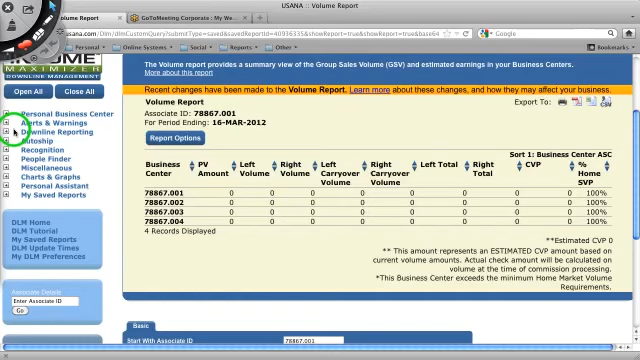 USANA > Volume Report
Volume Report
GoToMeeting Corporate : My We...
usana.com/dlm/dlmCustomQuery?submitType=savedReport&savedReportId=40936335&showReport=true&showReport=true&base64
Google
Personal
Online Systems
Social
Travel
Other
Bookmarks
VOLUME
MAXIMIZER
DOWNLINE MANAGEMENT
Open All
Close All
Personal Business Center
Alerts & Warnings
Downline Reporting
Autoship
Recognition
People Finder
Miscellaneous
Charts & Graphs
Personal Assistant
My Saved Reports
DLM Home
DLM Tutorial
My Saved Reports
DLM Update Times
My DLM Preferences
Associate Details
Enter Associate ID
Go
The Volume Report provides a summary view of the Group Sales Volume (GSV) and estimated earnings in your Business Centers.
More about this report
Recent changes have been made to the Volume Report. Learn more about these changes, and how they may affect your business.
Volume Report
Associate ID: 78867.001
For Period Ending: 16-MAR-2012
Export To:
Report Options
Sort 1: Business Center ASC
Business Center PV Amount Left Volume Right Volume Left Carryover Volume Right Carryover Volume Left Total Right Total CVP % Home SVP
78867.001 0 0 0 0 0 0 0 0 100%
78867.002 0 0 0 0 0 0 0 0 100%
78867.003 0 0 0 0 0 0 0 0 100%
78867.004 0 0 0 0 0 0 0 0 100%
4 Records Displayed
**Estimated CVP 0
** This amount represents an ESTIMATED CVP amount based on
current volume amounts. Actual check amount will be calculated on
volume at the time of commission processing.
*This Business Center exceeds the minimum Home Market Volume
Requirements.
Basic
Start With Associate ID
78867.001